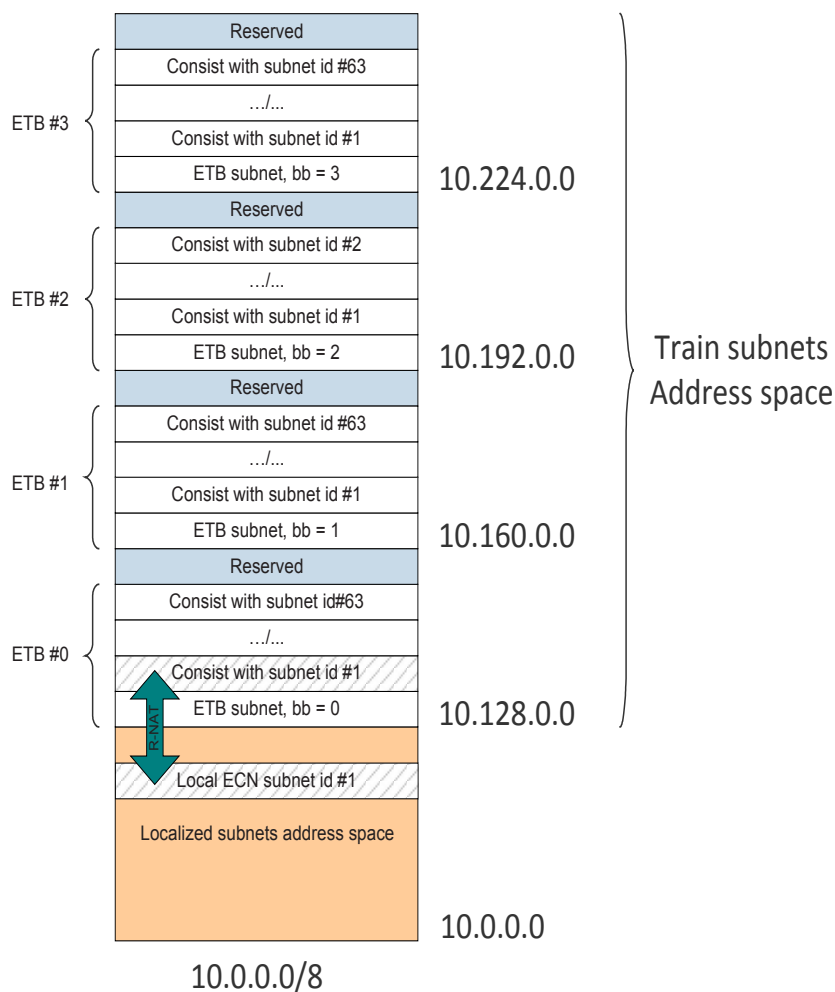 Reserved
Consist with subnet id #63
…/...
ETB #3
Consist with subnet id #1
ETB subnet, bb = 3
10.224.0.0
Reserved
Consist with subnet id #2
…/...
ETB #2
Consist with subnet id #1
ETB subnet, bb = 2
10.192.0.0
Train subnets
Address space
Reserved
Consist with subnet id #63
…/...
ETB #1
Consist with subnet id #1
ETB subnet, bb = 1
10.160.0.0
Reserved
Consist with subnet id#63
…/...
ETB #0
Consist with subnet id #1
ETB subnet, bb = 0
10.128.0.0
R-NAT
Local ECN subnet id #1
Localized subnets address space
10.0.0.0
10.0.0.0/8